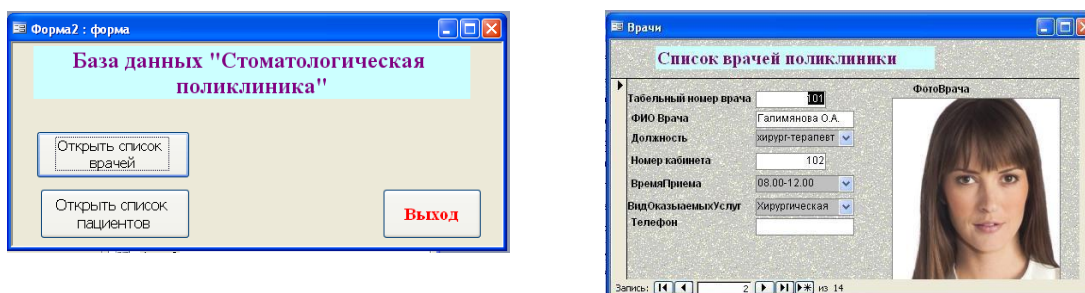 Форма2 : форма
База данных "Стоматологическая
поликлиника"
Открыть список
врачей
Открыть список
пациентов
Выход
Врачи
Список врачей поликлиники
Табельный номер врача 101
ФИО Врача Галимянова О.А.
Должность хирург-терапевт
Номер кабинета 102
ВремяПриема 08.00-12.00
ВидОказыаемыхУслуг Хирургическая
Телефон
ФотоВрача
Запись: 2 из 14